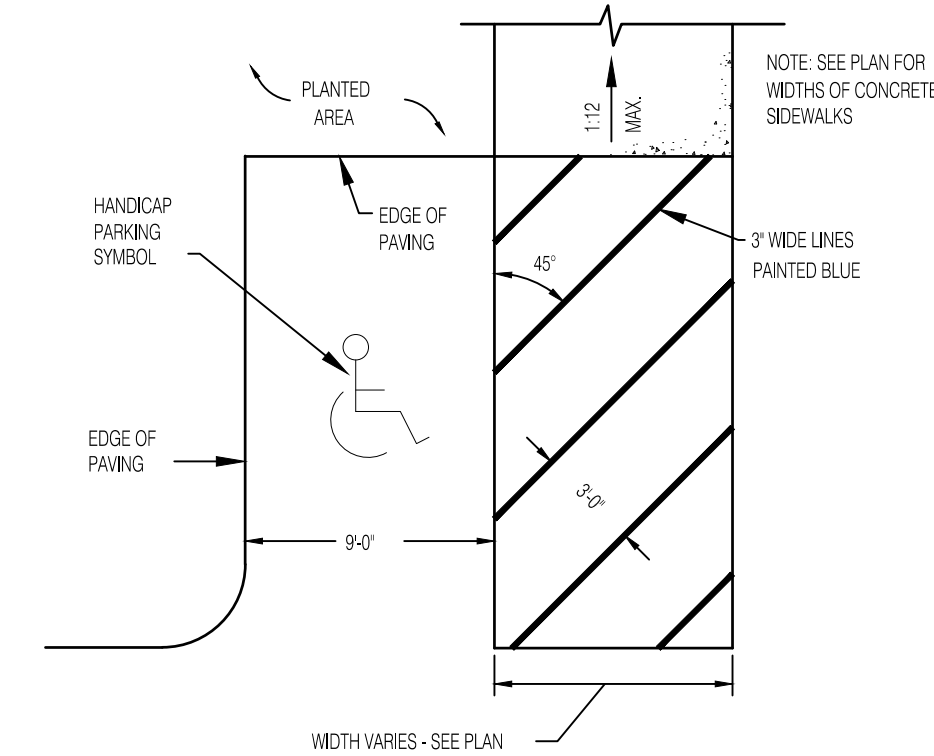 PLANTED
AREA
1:12
MAX.
NOTE: SEE PLAN FOR
WIDTHS OF CONCRETE
SIDEWALKS
HANDICAP
PARKING
SYMBOL
EDGE OF
PAVING
3" WIDE LINES
PAINTED BLUE
45°
EDGE OF
PAVING
3'-0"
9'-0"
WIDTH VARIES - SEE PLAN